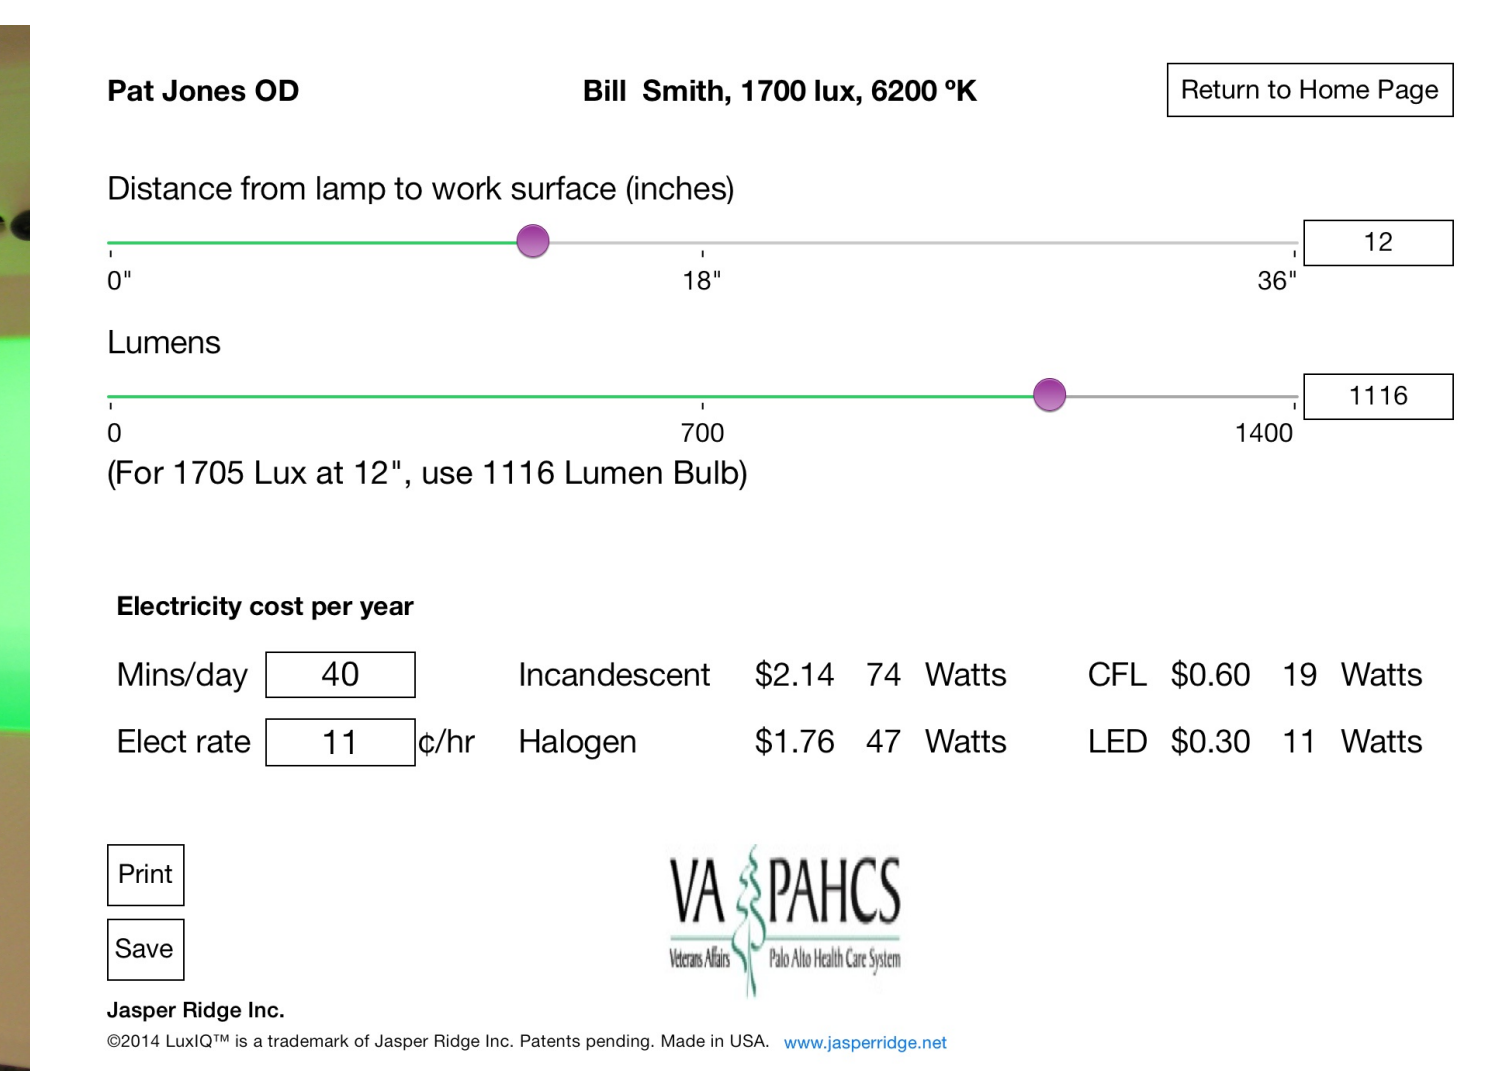 Pat Jones OD
Bill  Smith, 1700 lux, 6200 ºK
Return to Home Page
Distance from lamp to work surface (inches)
12
0" 18" 36"
Lumens
1116
0 700 1400
(For 1705 Lux at 12", use 1116 Lumen Bulb)
Electricity cost per year
Mins/day 40 Incandescent $2.14 74 Watts CFL $0.60 19 Watts
Elect rate 11 ¢/hr Halogen $1.76 47 Watts LED $0.30 11 Watts
Print
Save
VA PAHCS
Veterans Affairs Palo Alto Health Care System
Jasper Ridge Inc.
©2014 LuxIQ™ is a trademark of Jasper Ridge Inc. Patents pending. Made in USA. www.jasperridge.net